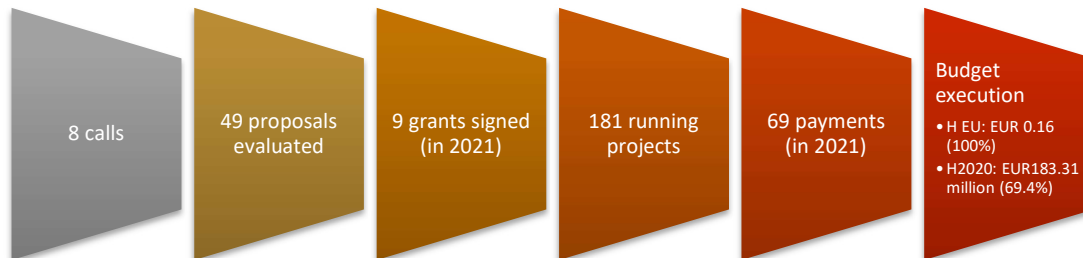 8 calls
49 proposals
evaluated
9 grants signed
(in 2021)
181 running
projects
69 payments
(in 2021)
Budget
execution
• H EU: EUR 0.16
(100%)
• H2020: EUR183.31
million (69.4%)